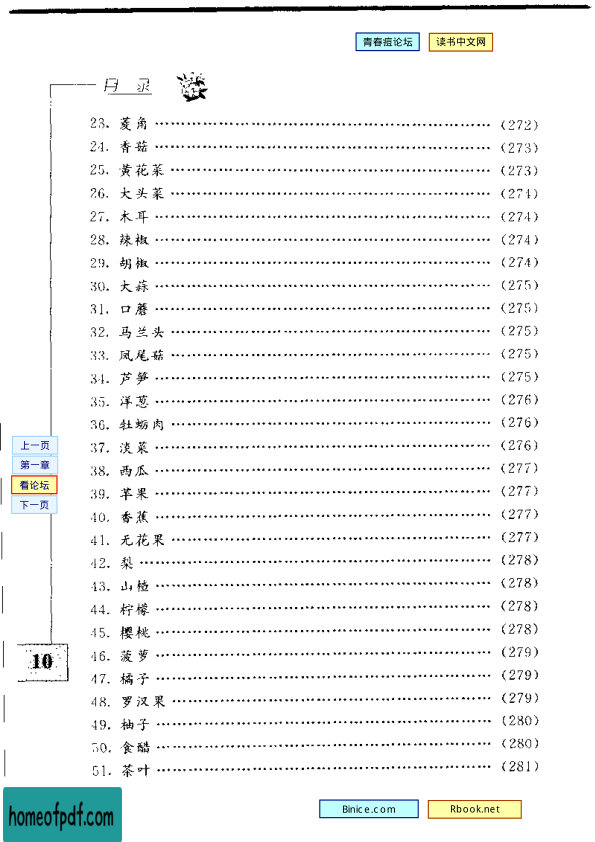 青春痘论坛 读书中文网
目录
23. 菱角 (272)
24. 香菇 (273)
25. 黄花菜 (273)
26. 大头菜 (274)
27. 木耳 (274)
28. 辣椒 (274)
29. 胡椒 (274)
30. 大蒜 (275)
31. 口蘑 (275)
32. 马兰头 (275)
33. 凤尾菇 (275)
34. 芦笋 (275)
35. 洋葱 (276)
36. 牡蛎肉 (276)
37. 淡菜 (276)
38. 西瓜 (277)
39. 苹果 (277)
40. 香蕉 (277)
41. 无花果 (277)
42. 梨 (278)
43. 山楂 (278)
44. 柠檬 (278)
45. 樱桃 (278)
46. 菠萝 (279)
47. 橘子 (279)
48. 罗汉果 (279)
49. 柚子 (280)
50. 食醋 (280)
51. 茶叶 (281)
上一页
第一章
看论坛
下一页
10
homeofpdf.com
Binice.com Rbook.net